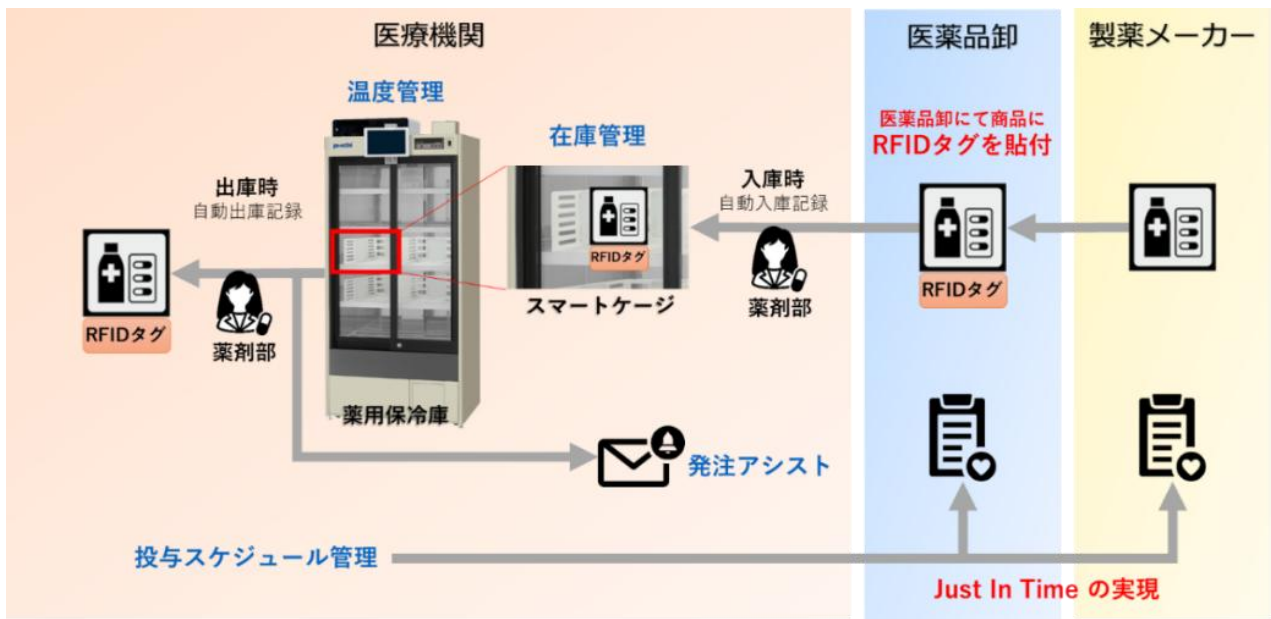 医療機関
医薬品卸
製薬メーカー
温度管理
在庫管理
医薬品卸にて商品に
RFIDタグを貼付
出庫時
自動出庫記録
入庫時
自動入庫記録
RFIDタグ
RFIDタグ
RFIDタグ
スマートケージ
薬剤部
薬剤部
薬用保冷庫
発注アシスト
投与スケジュール管理
Just In Time の実現